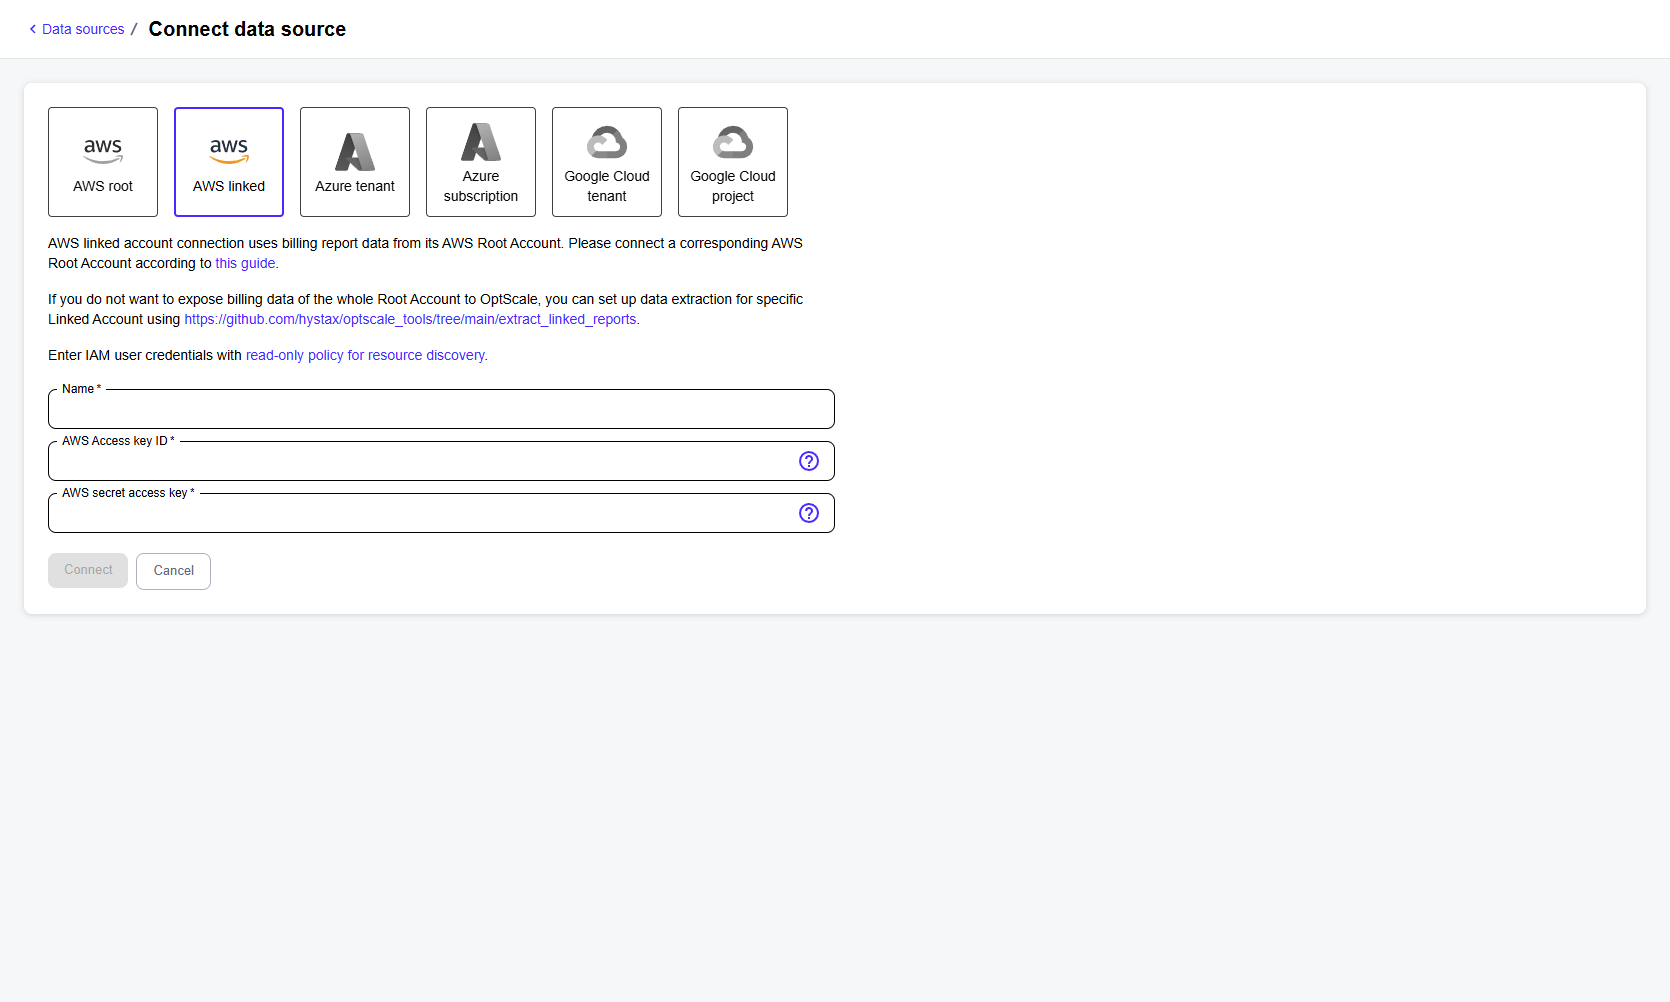 Data sources / Connect data source
aws
AWS root
aws
AWS linked
Azure tenant
Azure
subscription
Google Cloud
tenant
Google Cloud
project
AWS linked account connection uses billing report data from its AWS Root Account. Please connect a corresponding AWS
Root Account according to this guide.
If you do not want to expose billing data of the whole Root Account to OptScale, you can set up data extraction for specific
Linked Account using https://github.com/hystax/optscale_tools/tree/main/extract_linked_reports.
Enter IAM user credentials with read-only policy for resource discovery.
Name *
AWS Access key ID *
?
AWS secret access key *
?
Connect
Cancel